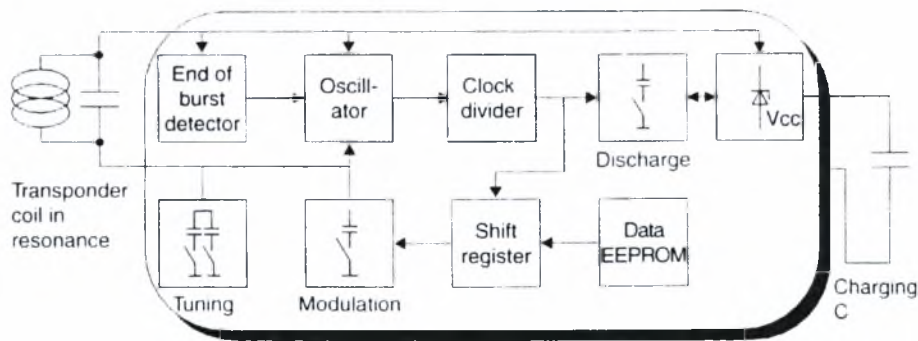 End of
burst
detector
Oscill-
ator
Clock
divider
Vcc
Discharge
Transponder
coil in
resonance
Shift
register
Data
EEPROM
Tuning
Modulation
Charging
C